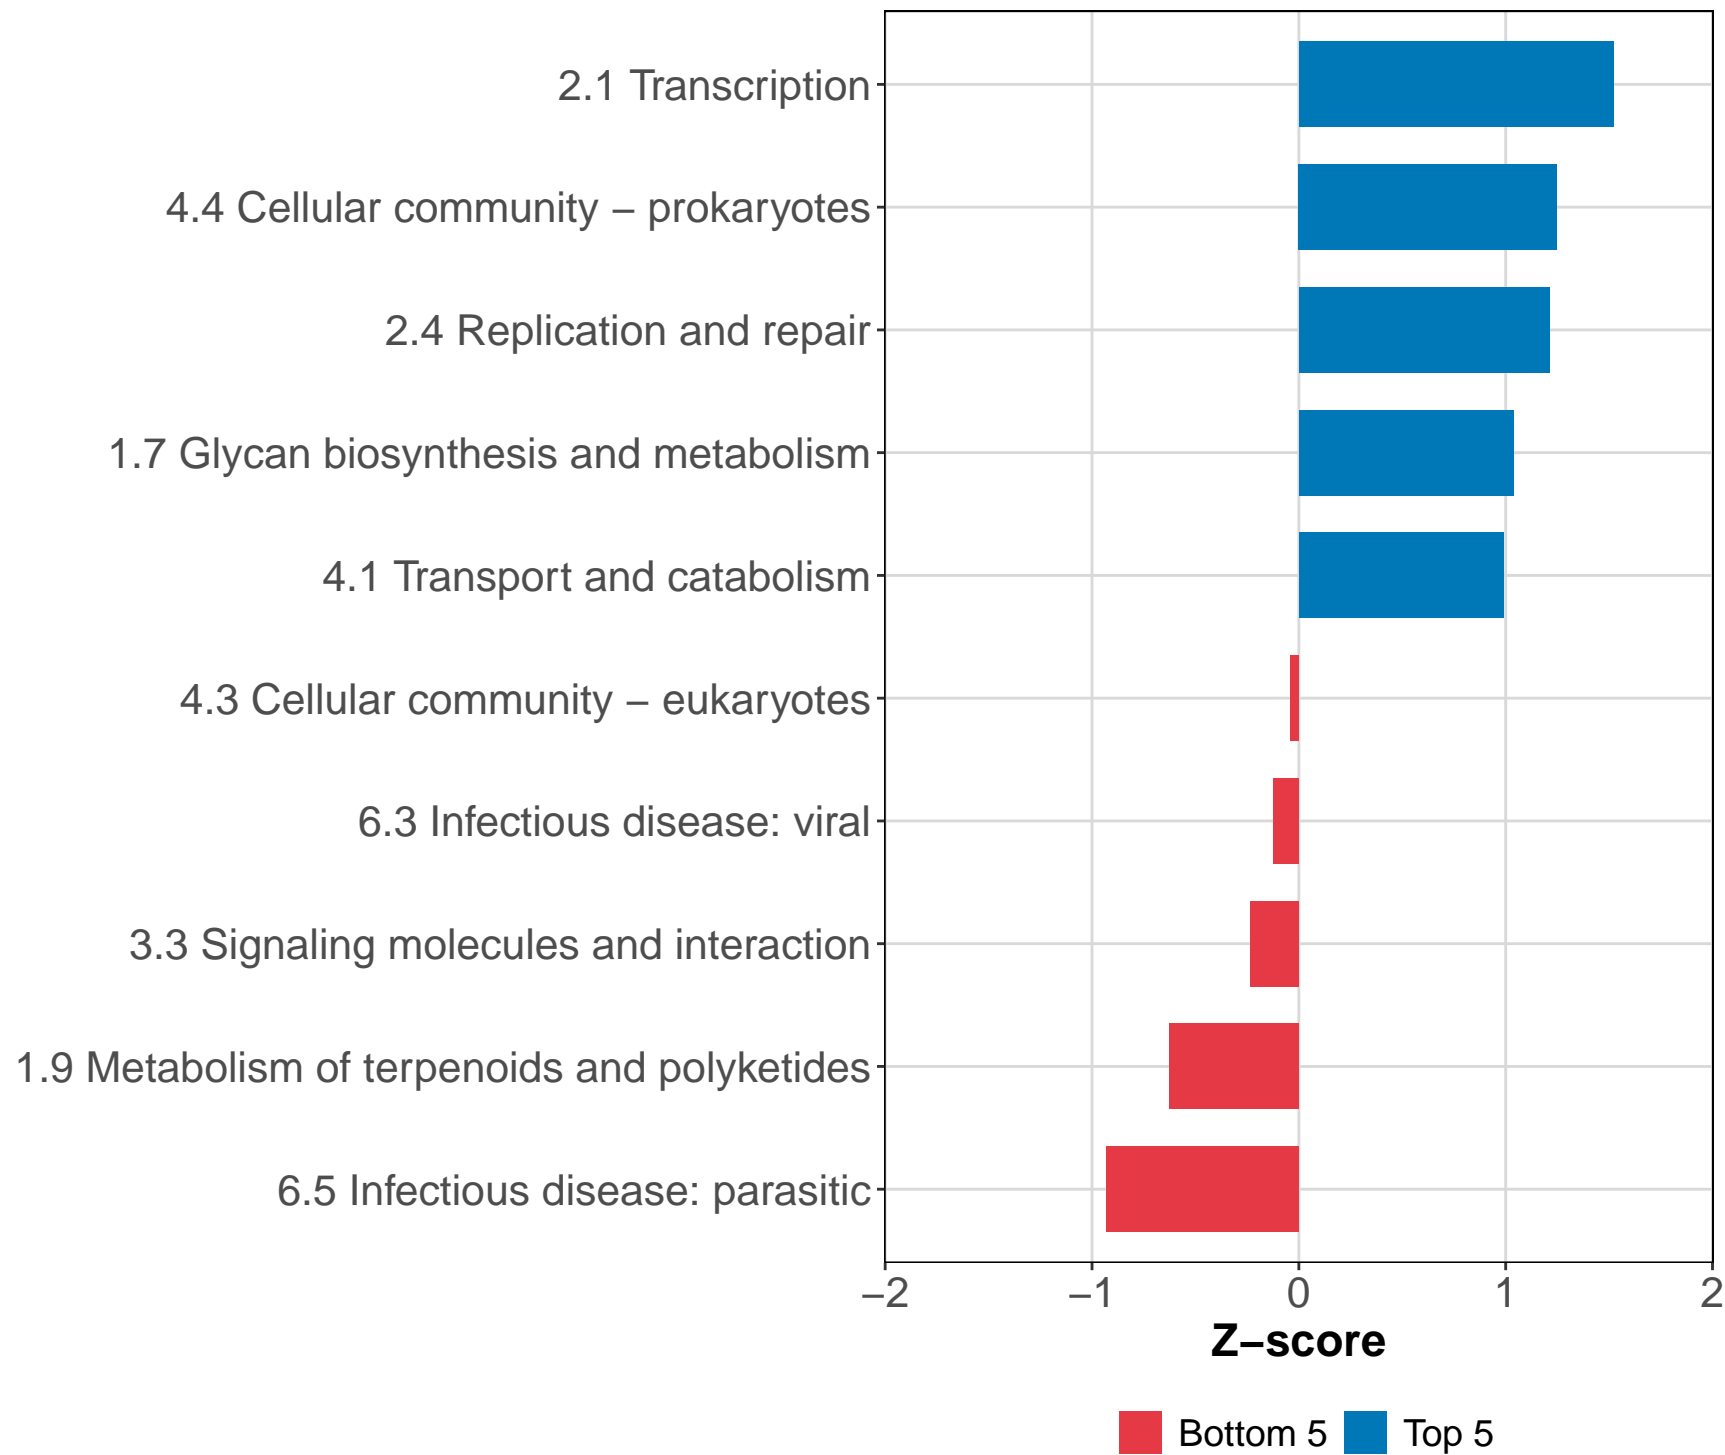 2.1 Transcription
4.4 Cellular community – prokaryotes
2.4 Replication and repair
1.7 Glycan biosynthesis and metabolism
4.1 Transport and catabolism
4.3 Cellular community – eukaryotes
6.3 Infectious disease: viral
3.3 Signaling molecules and interaction
1.9 Metabolism of terpenoids and polyketides
6.5 Infectious disease: parasitic
−2 −1 0 1 2
Z−score
Bottom 5 Top 5